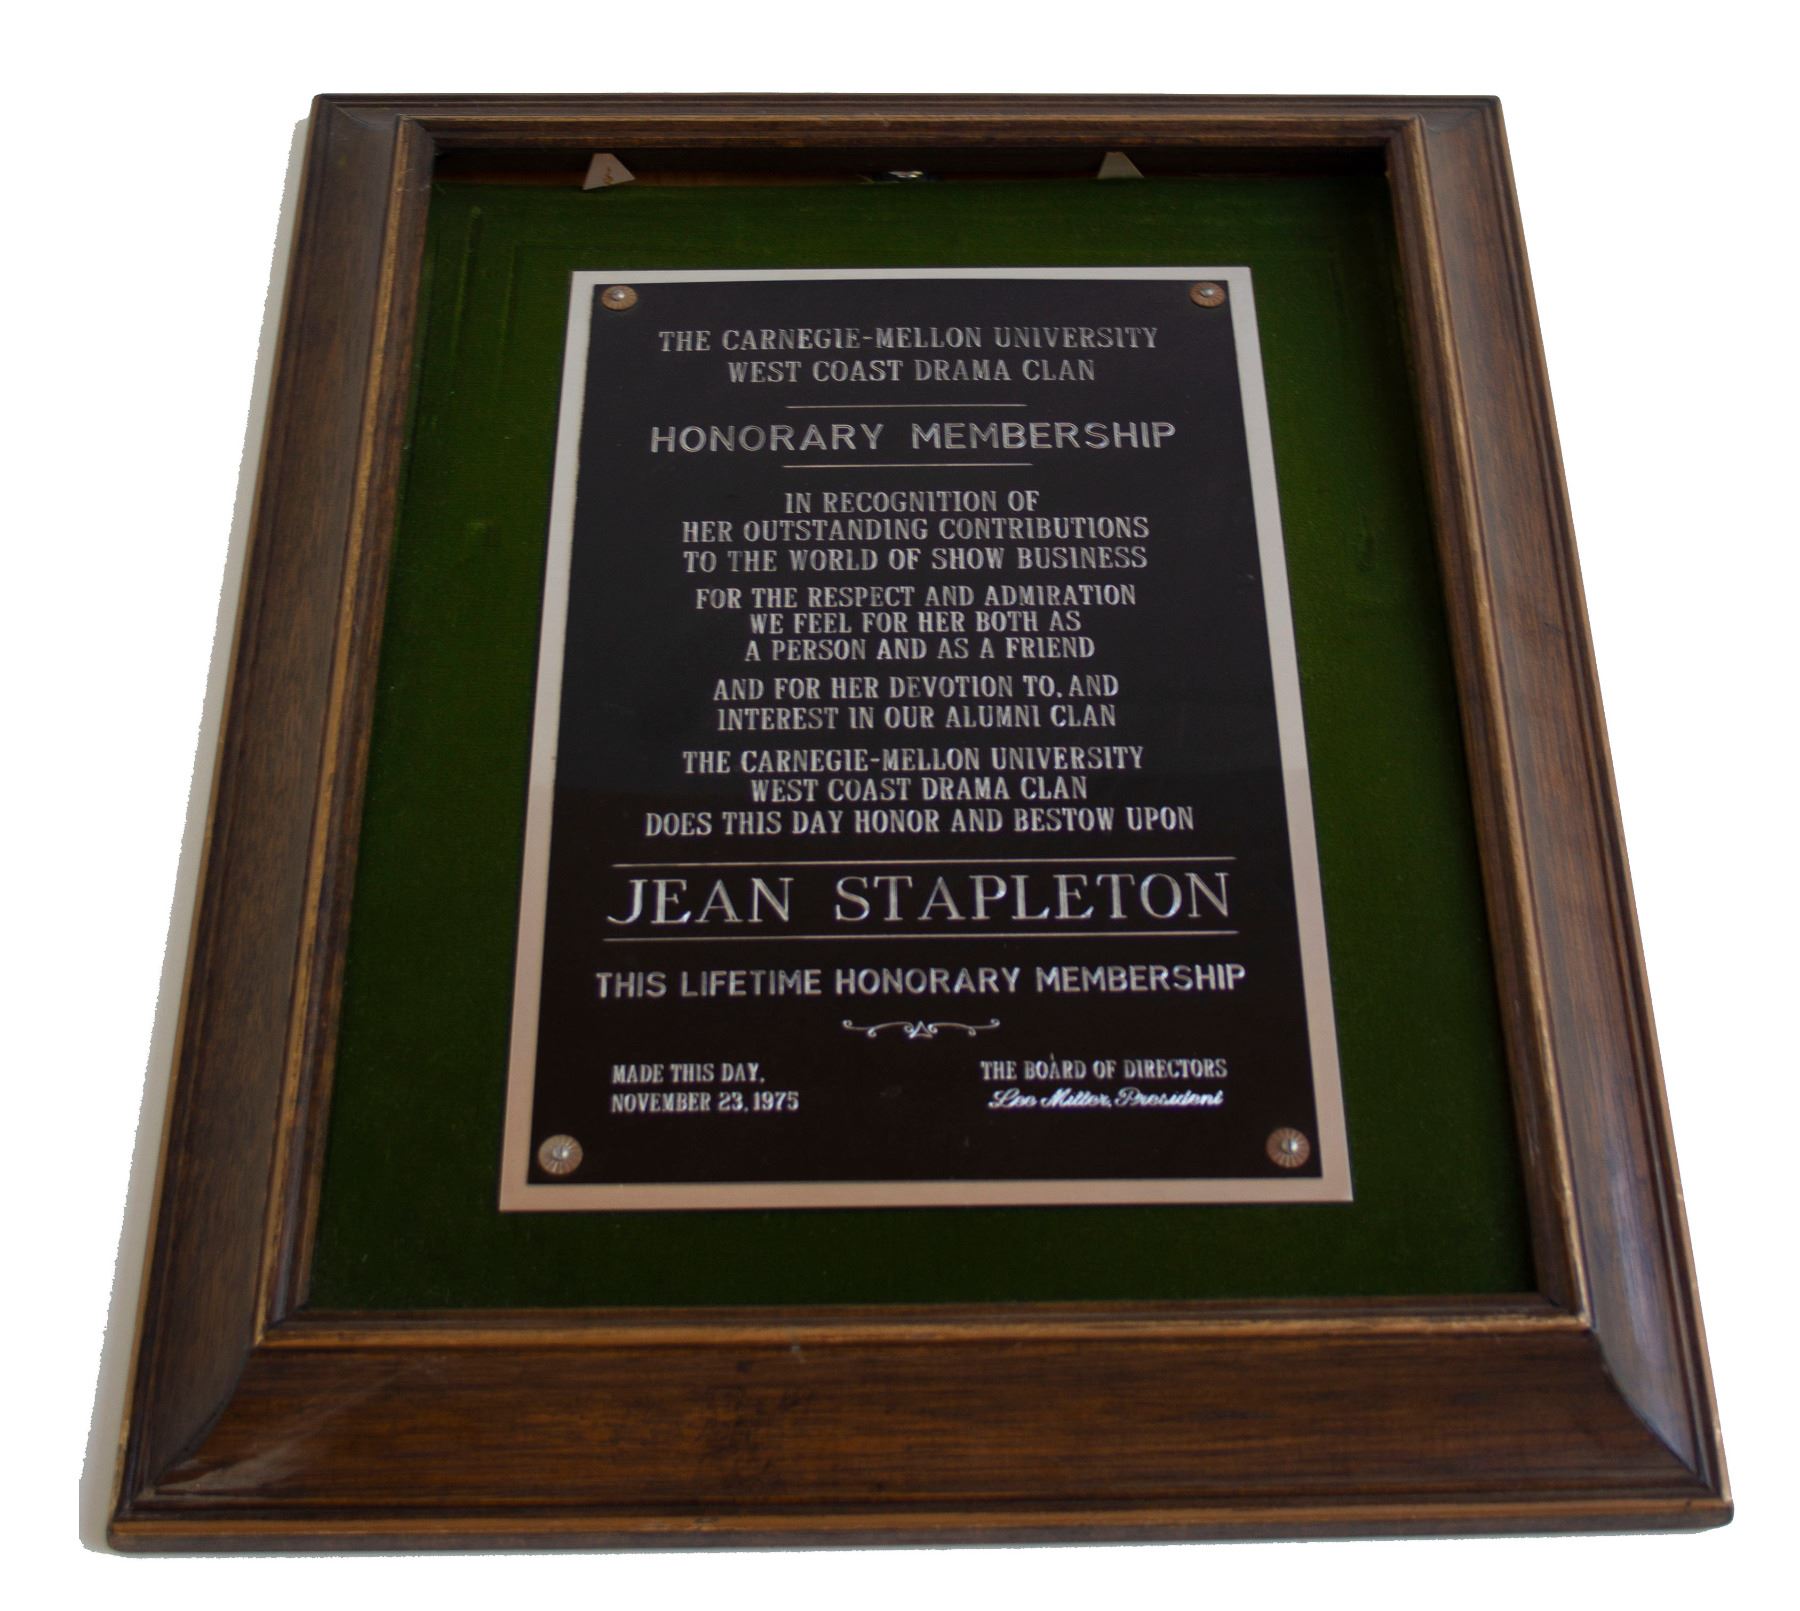 THE CARNEGIE-MELLON UNIVERSITY
WEST COAST DRAMA CLAN
HONORARY MEMBERSHIP
IN RECOGNITION OF
HER OUTSTANDING CONTRIBUTIONS
TO THE WORLD OF SHOW BUSINESS
FOR THE RESPECT AND ADMIRATION
WE FEEL FOR HER BOTH AS
A PERSON AND AS A FRIEND
AND FOR HER DEVOTION TO, AND
INTEREST IN OUR ALUMNI CLAN
THE CARNEGIE-MELLON UNIVERSITY
WEST COAST DRAMA CLAN
DOES THIS DAY HONOR AND BESTOW UPON
JEAN STAPLETON
THIS LIFETIME HONORARY MEMBERSHIP
MADE THIS DAY,
NOVEMBER 23, 1975
THE BOARD OF DIRECTORS
Lee Miller, President